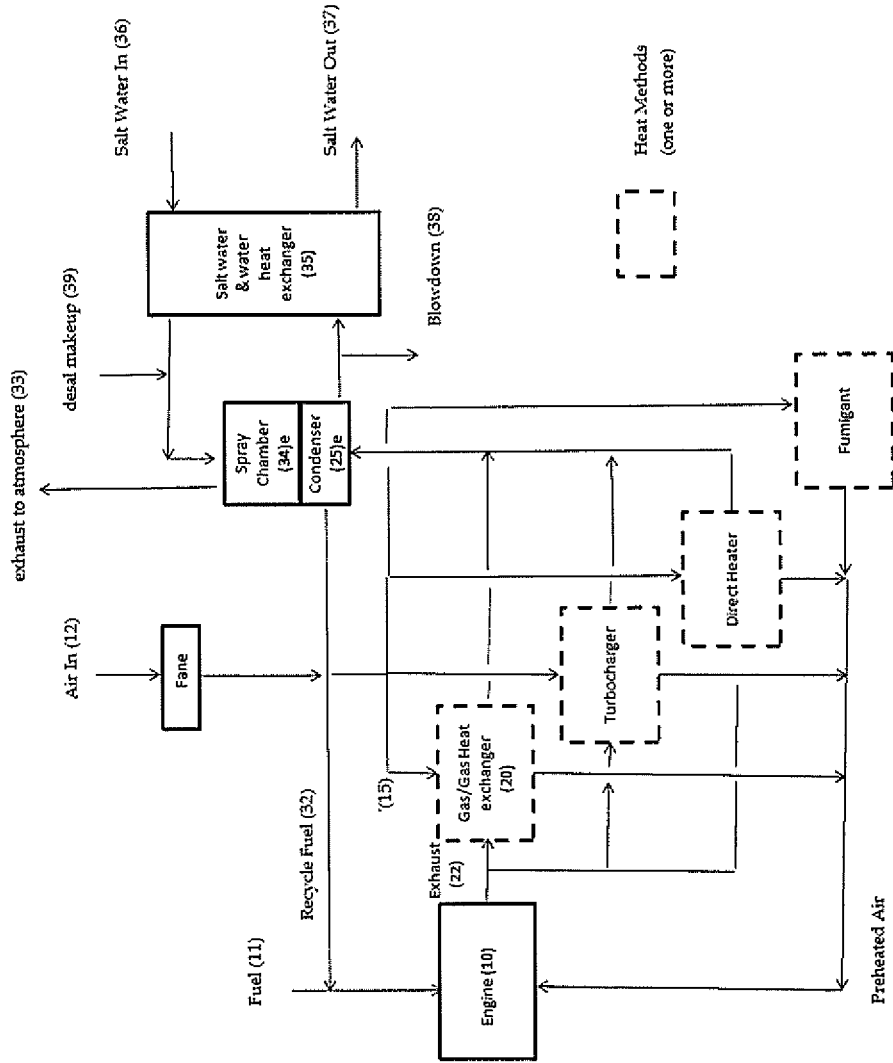 Salt Water In (36)
Salt Water Out (37)
Salt water
& water
heat
exchanger
(35)
desal makeup (39)
Blowdown (38)
Heat Methods
(one or more)
exhaust to atmosphere (33)
Spray
Chamber
(34)e
Condenser
(25)e
Air In (12)
Fane
Fumigant
Direct Heater
Turbocharger
(15)
Gas/Gas Heat
exchanger
(20)
Recycle Fuel (32)
Exhaust
(22)
Fuel (11)
Engine (10)
Preheated Air